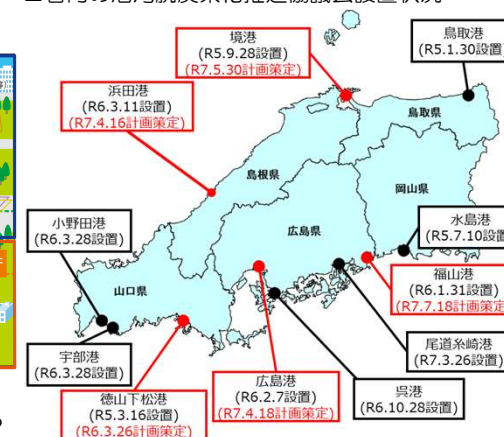 境港
(R5.9.28設置)
(R7.5.30計画策定)
鳥取港
(R5.1.30設置)
浜田港
(R6.3.11設置)
(R7.4.16計画策定)
鳥取県
島根県
岡山県
広島県
山口県
小野田港
(R6.3.28設置)
水島港
(R5.7.10設置)
福山港
(R6.1.31設置)
(R7.7.18計画策定)
宇部港
(R6.3.28設置)
尾道糸崎港
(R7.3.26設置)
徳山下松港
(R5.3.16設置)
(R6.3.26計画策定)
広島港
(R6.2.7設置)
(R7.4.18計画策定)
呉港
(R6.10.28設置)